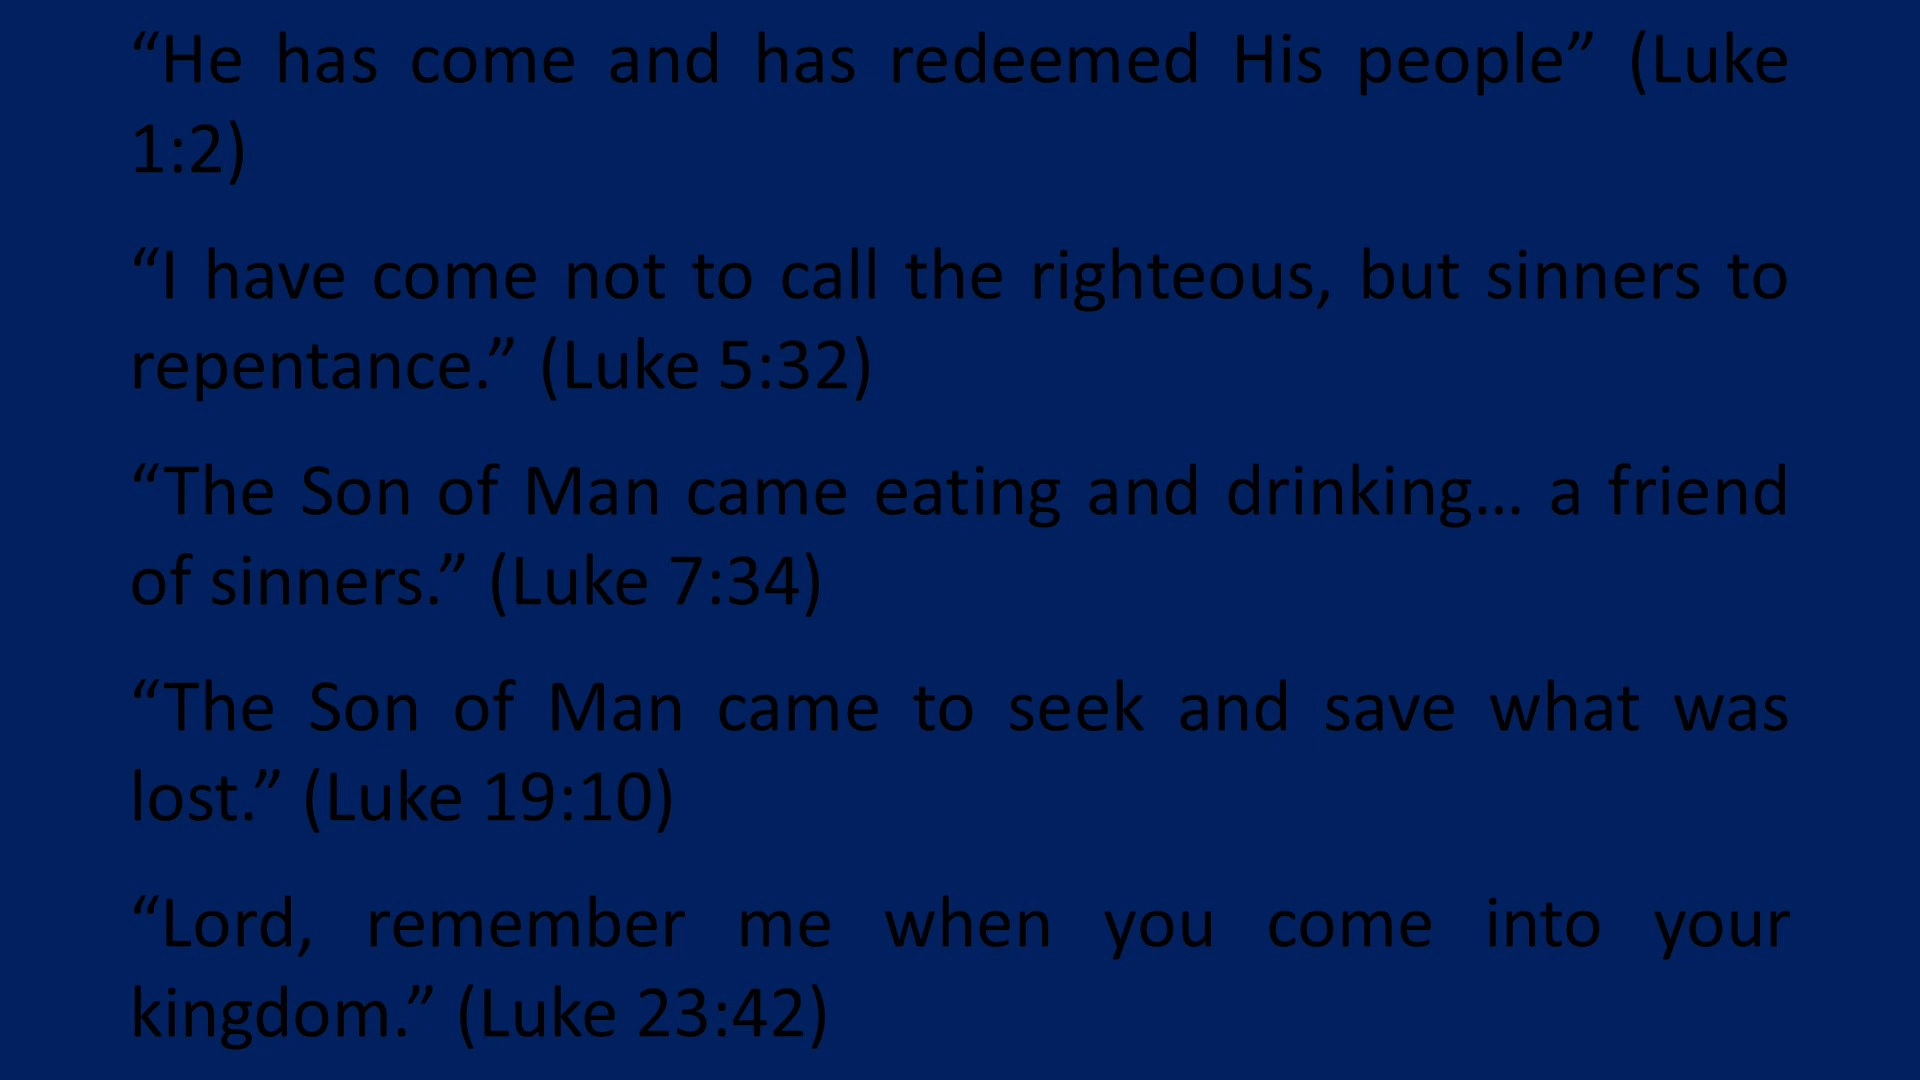 “He has come and has redeemed His people” (Luke
1:2)
“I have come not to call the righteous, but sinners to
repentance.” (Luke 5:32)
“The Son of Man came eating and drinking… a friend
of sinners.” (Luke 7:34)
“The Son of Man came to seek and save what was
lost.” (Luke 19:10)
“Lord, remember me when you come into your
kingdom.” (Luke 23:42)